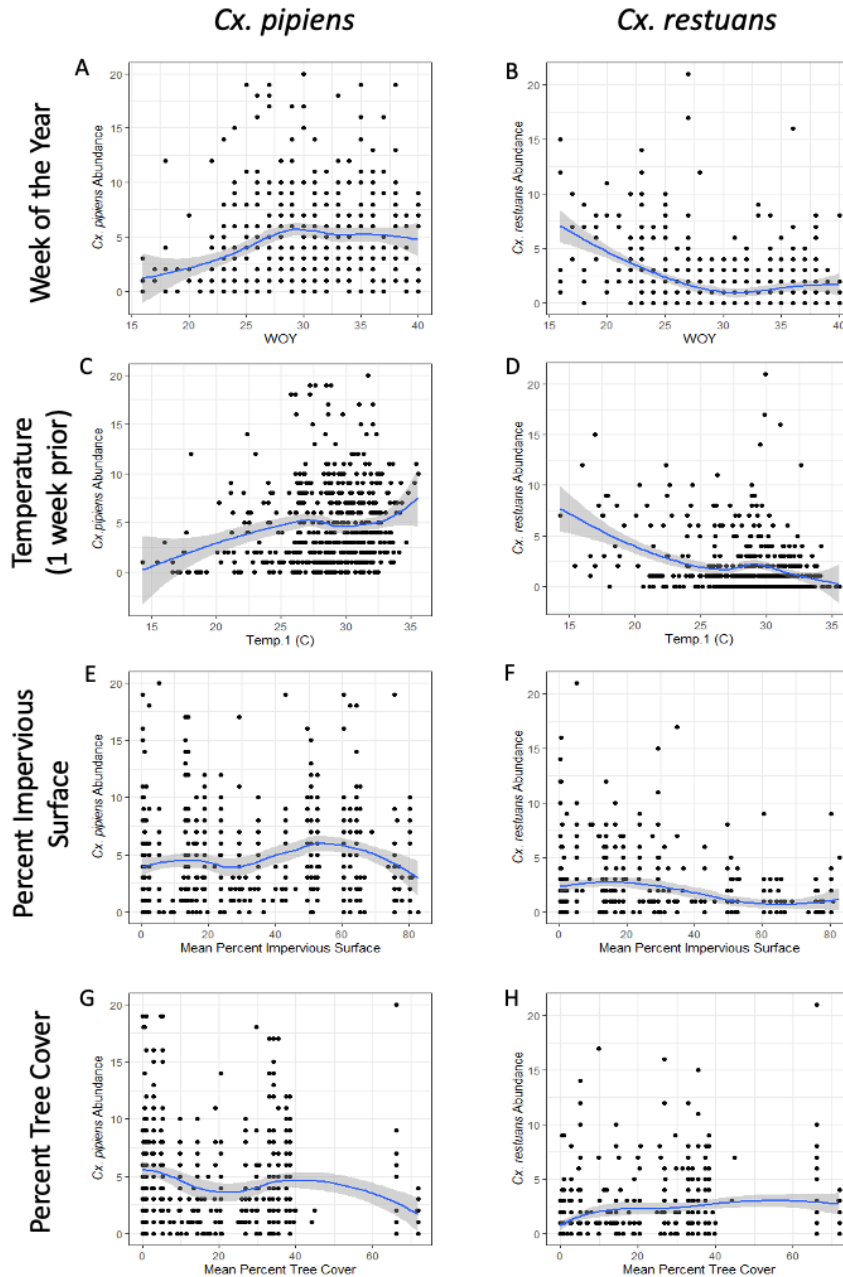 Cx. pipiens
Cx. restuans
Week of the Year
A
20
15
10
5
0
Cx. pipiens Abundance
15
20
25
30
35
40
WOY
B
20
15
10
5
0
Cx. restuans Abundance
15
20
25
30
35
40
WOY
Temperature
(1 week prior)
C
20
15
10
5
0
Cx pipiens Abundance
15
20
25
30
35
Temp.1 (C)
D
20
15
10
5
0
Cx. restuans Abundance
15
20
25
30
35
Temp.1 (C)
Percent Impervious
Surface
E
20
15
10
5
0
Cx. pipiens Abundance
0
20
40
60
80
Mean Percent Impervious Surface
F
20
15
10
5
0
Cx. restuans Abundance
0
20
40
60
80
Mean Percent Impervious Surface
Percent Tree Cover
G
20
15
10
5
0
Cx. pipiens Abundance
0
20
40
60
Mean Percent Tree Cover
H
20
15
10
5
0
Cx. restuans Abundance
0
20
40
60
Mean Percent Tree Cover